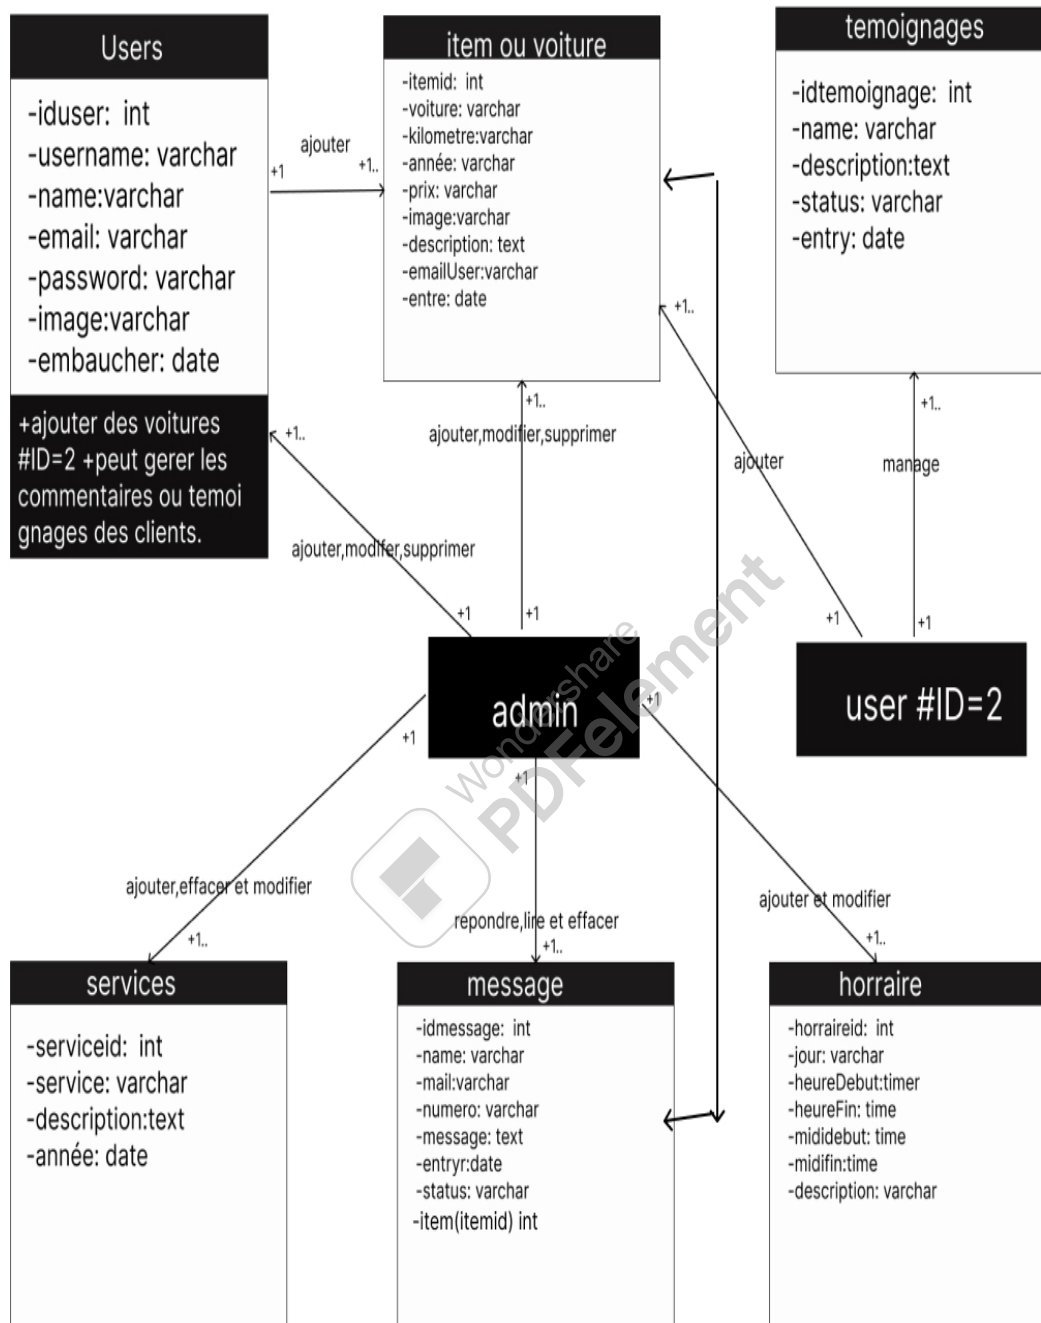 Users
-iduser: int
-username: varchar
-name:varchar
-email: varchar
-password: varchar
-image:varchar
-embaucher: date
+ajouter des voitures
#ID=2 +peut gerer les
commentaires ou temoi
gnages des clients.
ajouter
+1
+1..
item ou voiture
-itemid: int
-voiture: varchar
-kilometre:varchar
-année: varchar
-prix: varchar
-image:varchar
-description: text
-emailUser:varchar
-entre: date
temoignages
-idtemoignage: int
-name: varchar
-description:text
-status: varchar
-entry: date
+1..
ajouter,modifer,supprimer
+1
+1..
ajouter,modifier,supprimer
+1
+1..
ajouter
+1
+1..
manage
+1
admin
user #ID=2
+1
ajouter,effacer et modifier
+1..
+1
repondre,lire et effacer
+1..
+1
ajouter et modifier
+1..
Wondershare
PDFelement
services
-serviceid: int
-service: varchar
-description:text
-année: date
message
-idmessage: int
-name: varchar
-mail:varchar
-numero: varchar
-message: text
-entryr:date
-status: varchar
-item(itemid) int
horraire
-horraireid: int
-jour: varchar
-heureDebut:timer
-heureFin: time
-mididebut: time
-midifin:time
-description: varchar